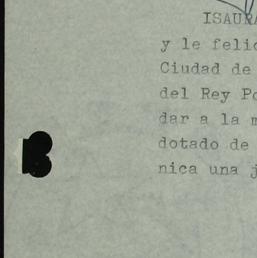 ISAURA
y le felic
Ciudad de
del Rey Po
dar a la m
dotado de
nica una j